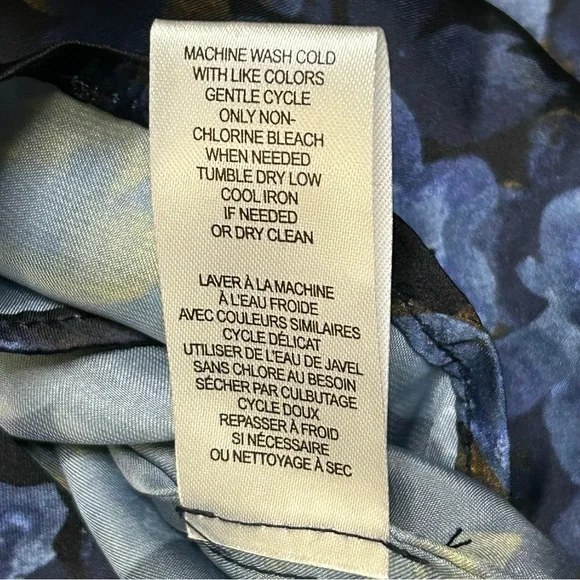 MACHINE WASH COLD
WITH LIKE COLORS
GENTLE CYCLE
ONLY NON-
CHLORINE BLEACH
WHEN NEEDED
TUMBLE DRY LOW
COOL IRON
IF NEEDED
OR DRY CLEAN
LAVER À LA MACHINE
À L'EAU FROIDE
AVEC COULEURS SIMILAIRES
CYCLE DÉLICAT
UTILISER DE L'EAU DE JAVEL
SANS CHLORE AU BESOIN
SÉCHER PAR CULBUTAGE
CYCLE DOUX
REPASSER À FROID
SI NÉCESSAIRE
OU NETTOYAGE À SEC